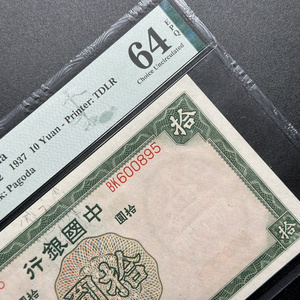 64 EPQ
Choice Uncirculated
1937 10 Yuan - Printer: TDLR
Pagoda
拾
BK600895
中國銀行
拾圓
拾圓